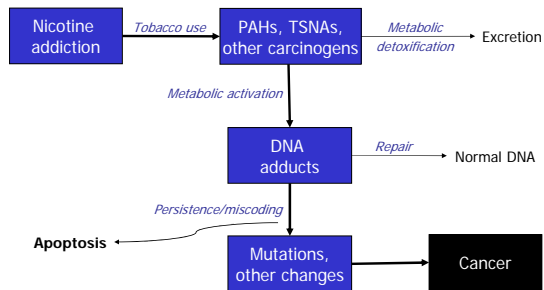 Nicotine
addiction
Tobacco use
PAHs, TSNAs,
other carcinogens
Metabolic
detoxification
Excretion
Metabolic activation
DNA
adducts
Repair
Normal DNA
Persistence/miscoding
Apoptosis
Mutations,
other changes
Cancer